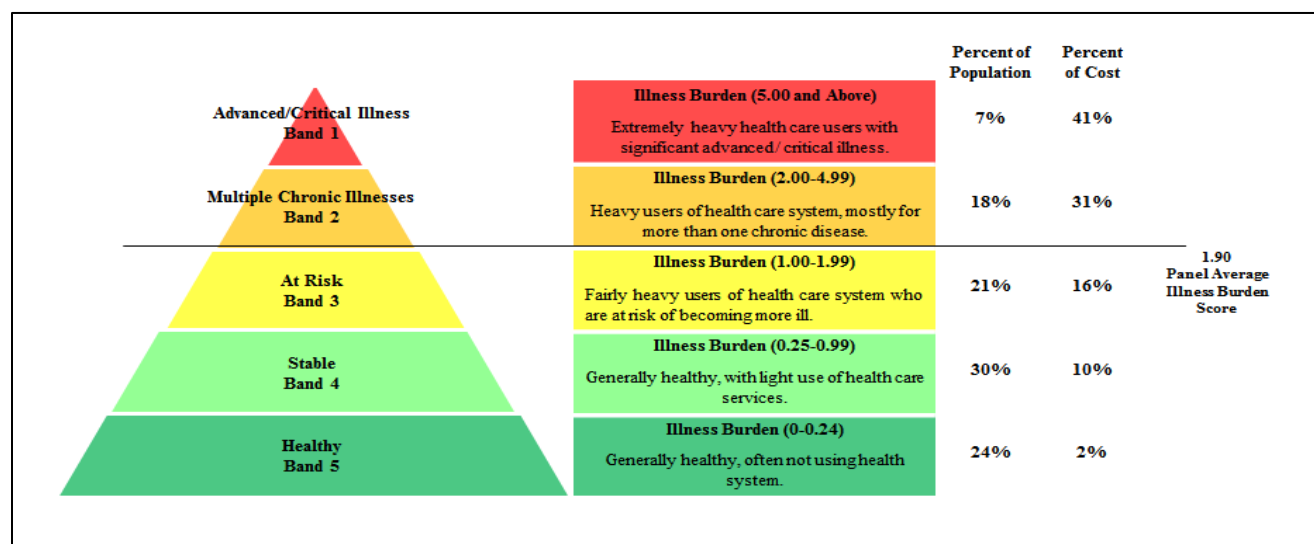 Percent of Population
Percent of Cost
Advanced/Critical Illness
Band 1
Illness Burden (5.00 and Above)
Extremely heavy health care users with
significant advanced / critical illness.
7%
41%
Multiple Chronic Illnesses
Band 2
Illness Burden (2.00-4.99)
Heavy users of health care system, mostly for
more than one chronic disease.
18%
31%
At Risk
Band 3
Illness Burden (1.00-1.99)
Fairly heavy users of health care system who
are at risk of becoming more ill.
21%
16%
1.90
Panel Average
Illness Burden
Score
Stable
Band 4
Illness Burden (0.25-0.99)
Generally healthy, with light use of health care
services.
30%
10%
Healthy
Band 5
Illness Burden (0-0.24)
Generally healthy, often not using health
system.
24%
2%